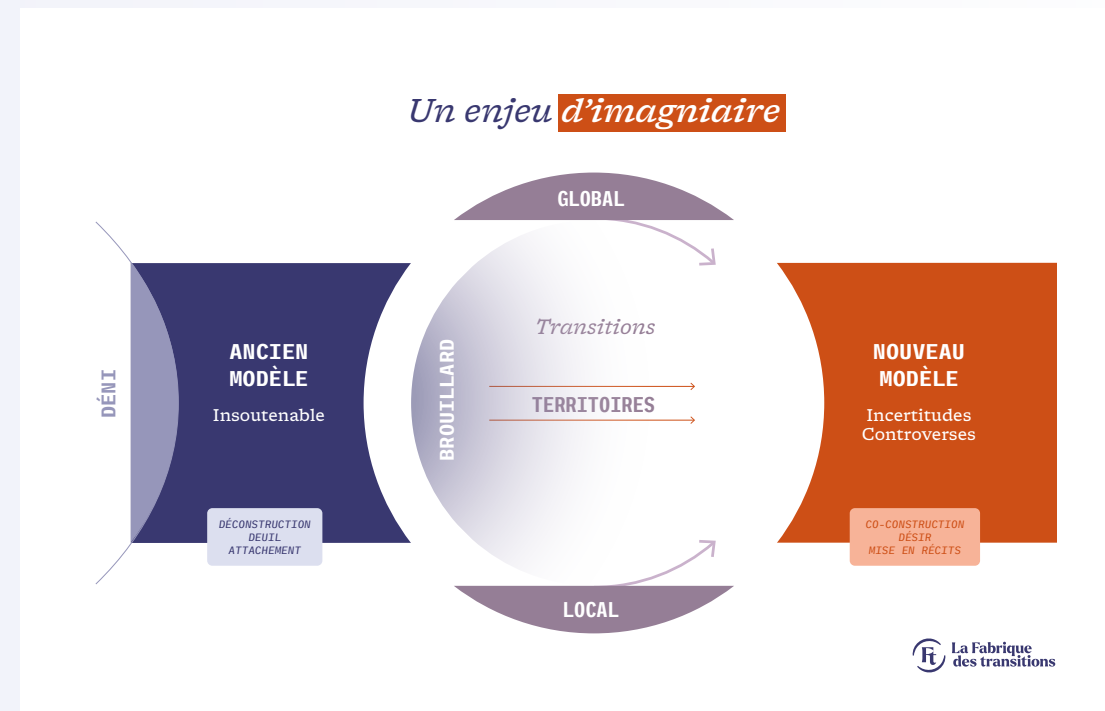 Un enjeu d’imagniaire
GLOBAL
DÉNI
ANCIEN
MODÈLE
Insoutenable
DÉCONSTRUCTION
DEUIL
ATTACHEMENT
BROUILLARD
Transitions
TERRITOIRES
LOCAL
NOUVEAU
MODÈLE
Incertitudes
Controverses
CO-CONSTRUCTION
DÉSIR
MISE EN RÉCITS
Ft
La Fabrique
des transitions